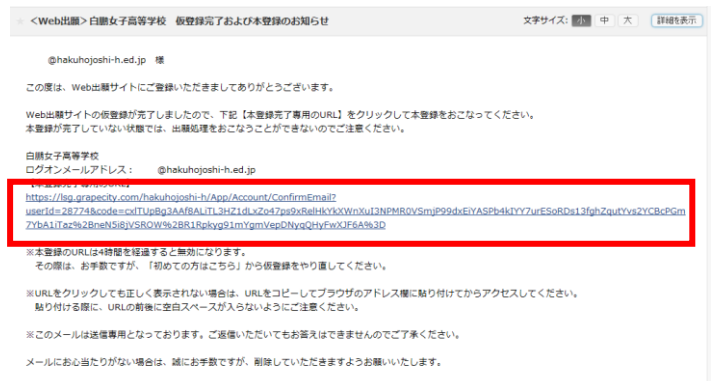 <Web出願>白鵬女子高等学校 仮登録完了および本登録のお知らせ 文字サイズ: 小 中 大 詳細を表示
@hakuhojoshi-h.ed.jp 様
この度は、Web出願サイトにご登録いただきましてありがとうございます。
Web出願サイトの仮登録が完了しましたので、下記【本登録完了専用のURL】をクリックして本登録をおこなってください。
本登録が完了していない状態では、出願処理をおこなうことができないのでご注意ください。
白鵬女子高等学校
ログオンメールアドレス: @hakuhojoshi-h.ed.jp
【本登録完了専用のURL】
https://lsg.grapecity.com/hakuhojoshi-h/App/Account/ConfirmEmail?
userId=28774&code=cxlTUpBg3AAf8ALiTL3HZ1dLxZo47ps9xRelHkYkXWnXuI3NPMR0VSmjP99dxEiYASPb4kIYY7urESoRDs13fghZqutYvs2YCBcPGm
7YbA1iTaz%2BneN5i8jVSROW%2BR1Rpkyg91mYgmVepDNyqQHyFwXJF6A%3D
※本登録のURLは4時間を経過すると無効になります。
その際は、お手数ですが、「初めての方はこちら」から仮登録をやり直してください。
※URLをクリックしても正しく表示されない場合は、URLをコピーしてブラウザのアドレス欄に貼り付けてからアクセスしてください。
貼り付ける際に、URLの前後に空白スペースが入らないようにご注意ください。
※このメールは送信専用となっております。ご返信いただいてもお答えはできませんのでご了承ください。
メールにお心当たりがない場合は、誠にお手数ですが、削除していただきますようお願いいたします。